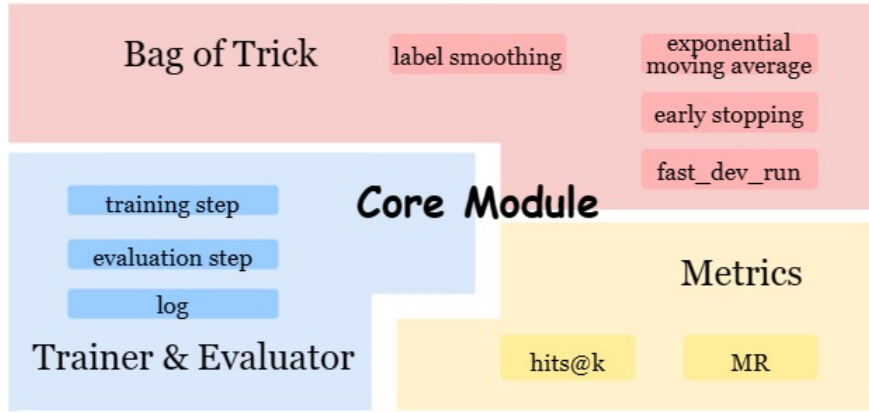 Bag of Trick
label smoothing
exponential
moving average
early stopping
fast_dev_run
Core Module
training step
evaluation step
log
Trainer & Evaluator
Metrics
hits@k
MR